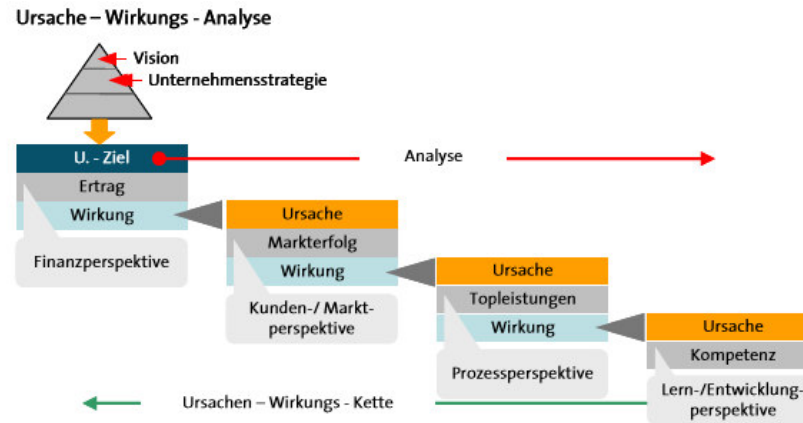 Ursache – Wirkungs - Analyse
Vision
Unternehmensstrategie
U. - Ziel
Analyse
Ertrag
Wirkung
Finanzperspektive
Ursache
Markterfolg
Wirkung
Kunden-/ Markt-
perspektive
Ursache
Topleistungen
Wirkung
Prozessperspektive
Ursache
Kompetenz
Lern-/Entwicklung-
perspektive
Ursachen – Wirkungs - Kette